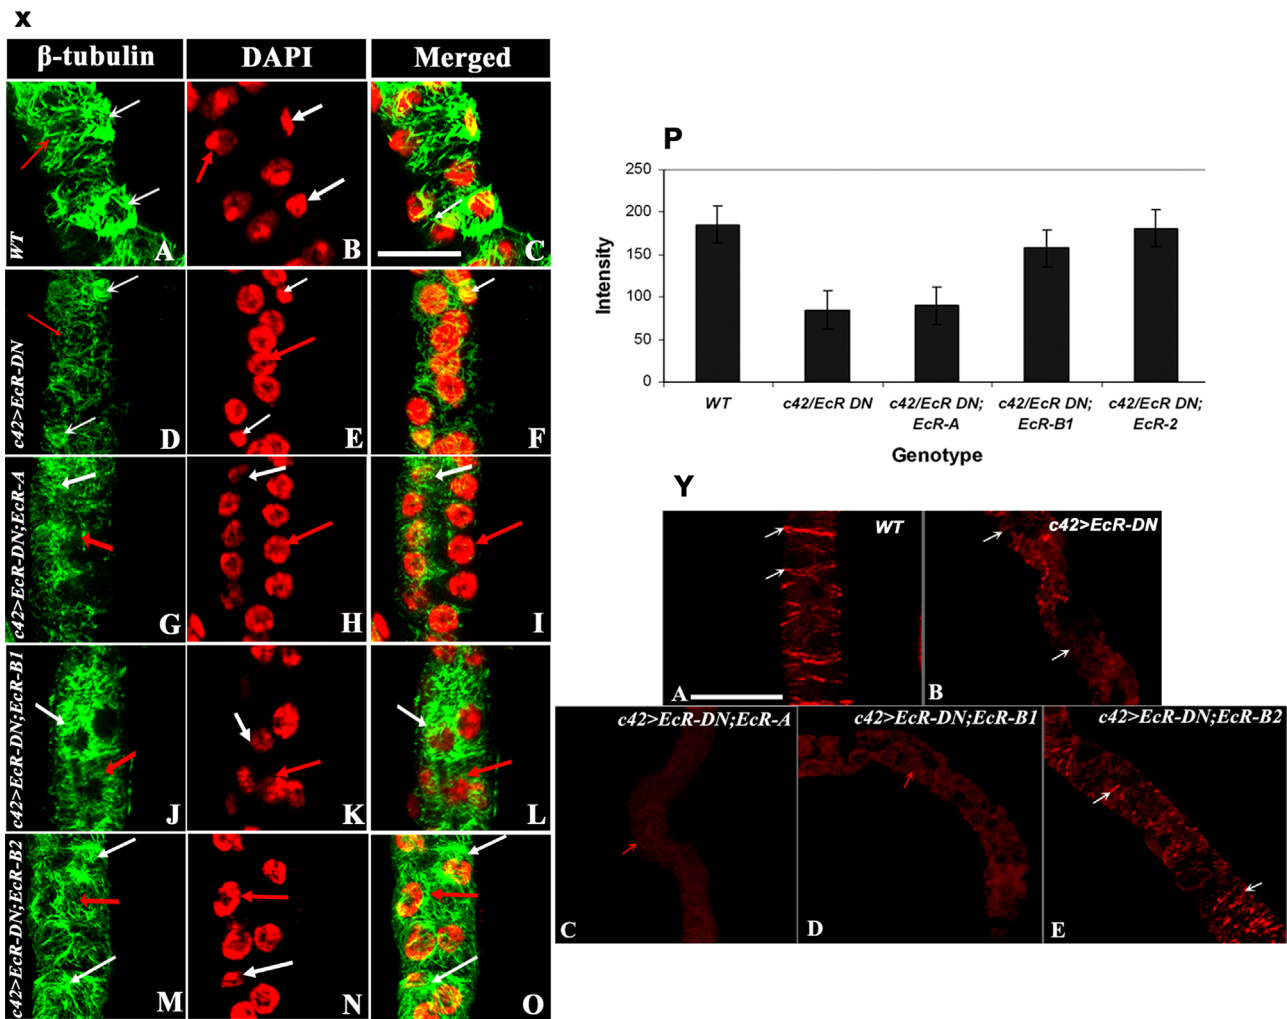 X
β-tubulin DAPI Merged
WT A B C
c42>EcR-DN D E F
c42>EcR-DN;EcR-A G H I
c42>EcR-DN;EcR-B1 J K L
c42>EcR-DN;EcR-B2 M N O
P
250
200
150
100
50
0
Intensity
WT c42/EcR DN c42/EcR DN; c42/EcR DN; c42/EcR DN;
EcR-A EcR-B1 EcR-2
Genotype
Y
WT c42>EcR-DN
A B
c42>EcR-DN;EcR-A c42>EcR-DN;EcR-B1 c42>EcR-DN;EcR-B2
C D E